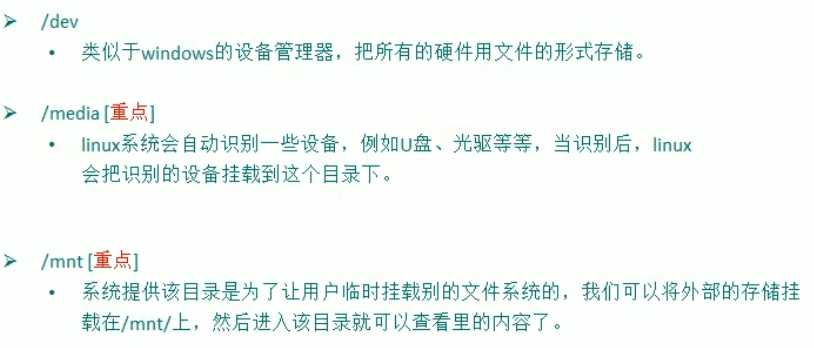 ➢ /dev
• 类似于windows的设备管理器，把所有的硬件用文件的形式存储。
➢ /media [重点]
• linux系统会自动识别一些设备，例如U盘、光驱等等，当识别后，linux
会把识别的设备挂载到这个目录下。
➢ /mnt [重点]
• 系统提供该目录是为了让用户临时挂载别的文件系统的，我们可以将外部的存储挂
载在/mnt/上，然后进入该目录就可以查看里的内容了。